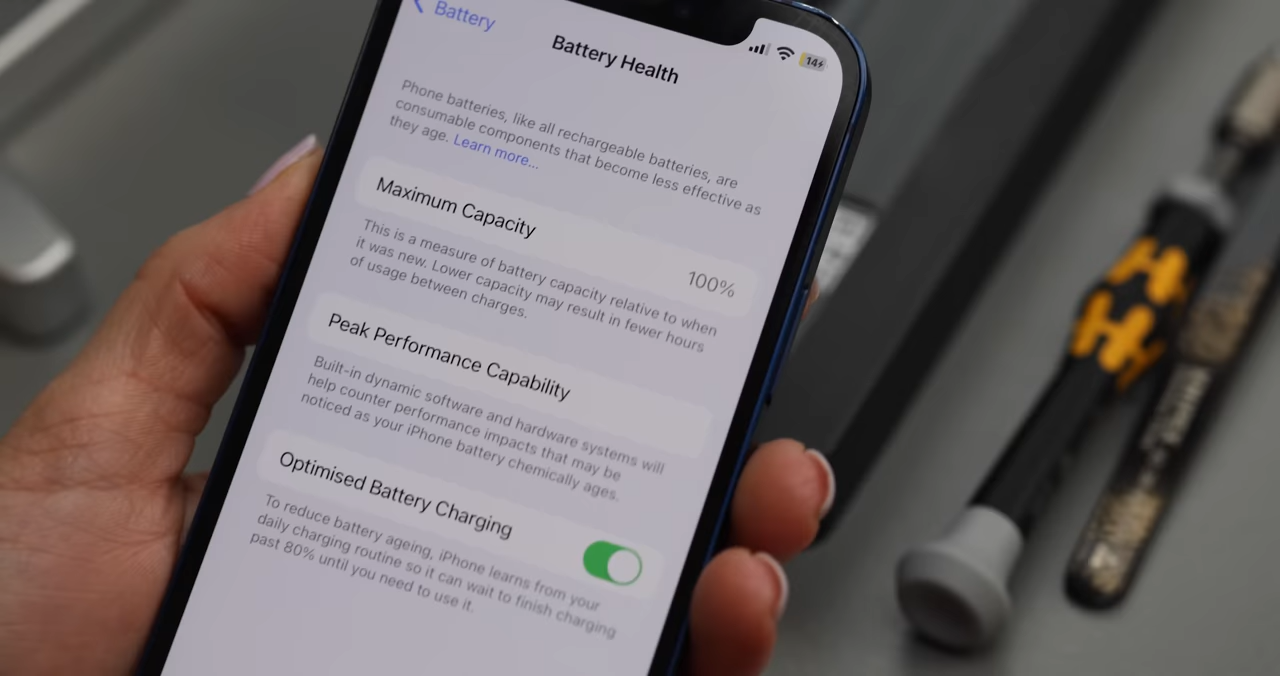 Battery
14
Battery Health
Phone batteries, like all rechargeable batteries, are
consumable components that become less effective as
they age. Learn more...
Maximum Capacity
100%
This is a measure of battery capacity relative to when
it was new. Lower capacity may result in fewer hours
of usage between charges.
Peak Performance Capability
Built-in dynamic software and hardware systems will
help counter performance impacts that may be
noticed as your iPhone battery chemically ages.
Optimised Battery Charging
To reduce battery ageing, iPhone learns from your
daily charging routine so it can wait to finish charging
past 80% until you need to use it.